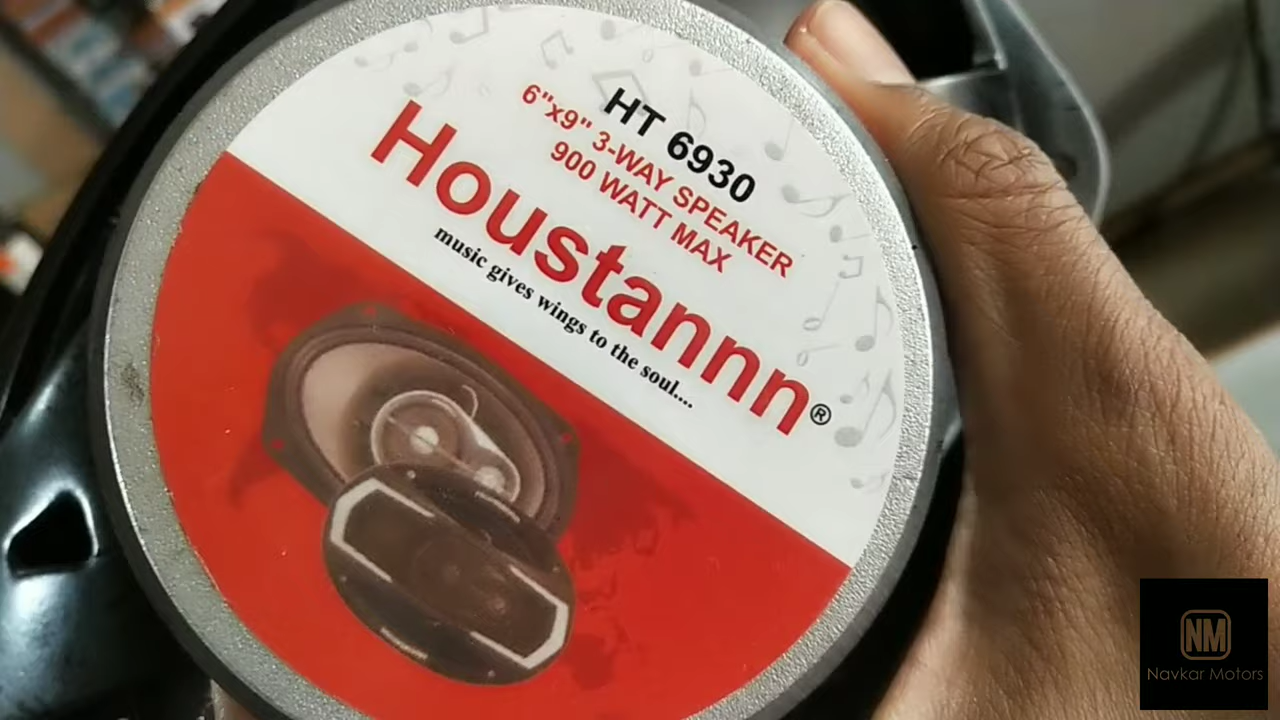 HT 6930
6"x9" 3-WAY SPEAKER
900 WATT MAX
Houstannn®
music gives wings to the soul....
NM
Navkar Motors